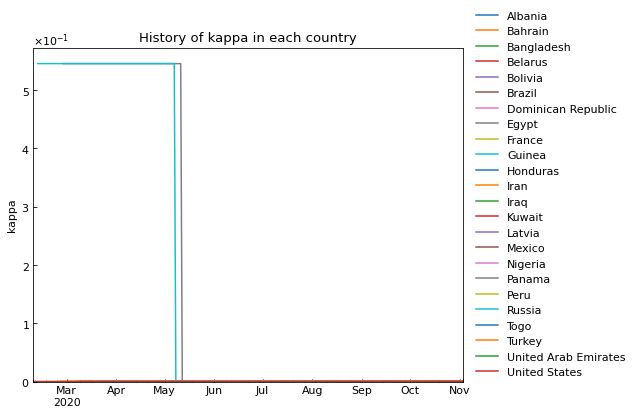 History of kappa in each country
×10⁻¹
kappa
5
4
3
2
1
0
Mar Apr May Jun Jul Aug Sep Oct Nov
2020
Albania
Bahrain
Bangladesh
Belarus
Bolivia
Brazil
Dominican Republic
Egypt
France
Guinea
Honduras
Iran
Iraq
Kuwait
Latvia
Mexico
Nigeria
Panama
Peru
Russia
Togo
Turkey
United Arab Emirates
United States